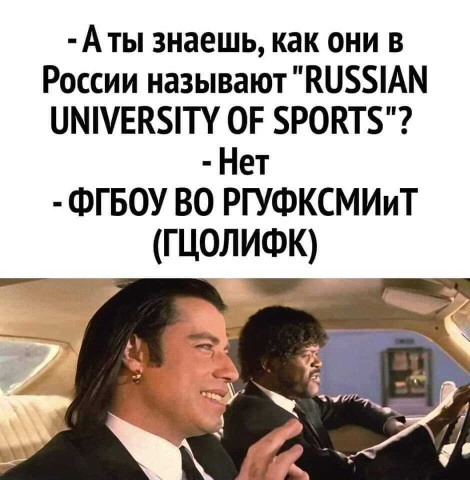 - А ты знаешь, как они в
России называют "RUSSIAN
UNIVERSITY OF SPORTS"?
- Нет
- ФГБОУ ВО РГУФКСМИиТ
(ГЦОЛИФК)